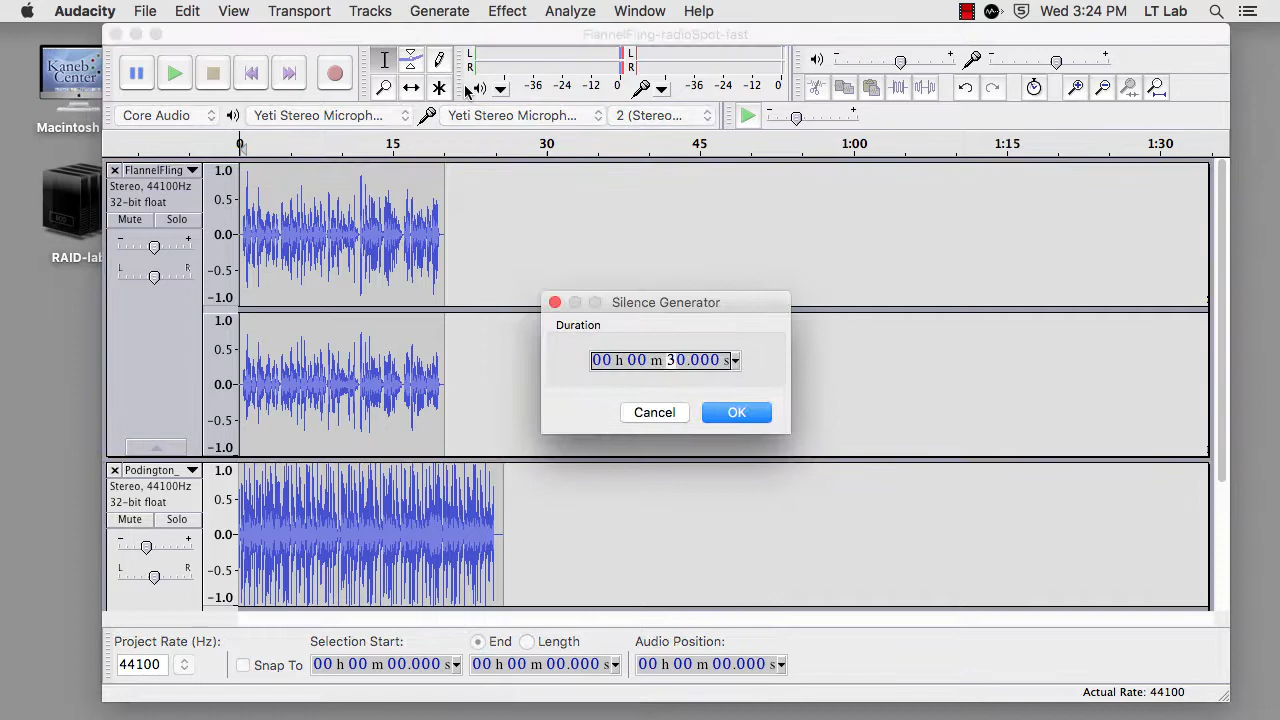 Audacity File Edit View Transport Tracks Generate Effect Analyze Window Help Wed 3:24 PM LT Lab
FlannelFling-radioSpot-fast
Kaneb
Center
Macintosh
RAID-lab
L
R
-36 -24 -12 0
L
R
-36 -24 -12 0
Core Audio Yeti Stereo Microph... Yeti Stereo Microph... 2 (Stereo...
0 15 30 45 1:00 1:15 1:30
FlannelFling
Stereo, 44100Hz
32-bit float
Mute Solo
- +
L R
1.0
0.5
0.0
-0.5
-1.0
1.0
0.5
0.0
-0.5
-1.0
Podington_
Stereo, 44100Hz
32-bit float
Mute Solo
- +
L R
1.0
0.5
0.0
-0.5
-1.0
Silence Generator
Duration
00 h 00 m 30.000 s
Cancel OK
Project Rate (Hz): Selection Start: End Length Audio Position:
44100 Snap To 00 h 00 m 00.000 s 00 h 00 m 00.000 s 00 h 00 m 00.000 s
Actual Rate: 44100